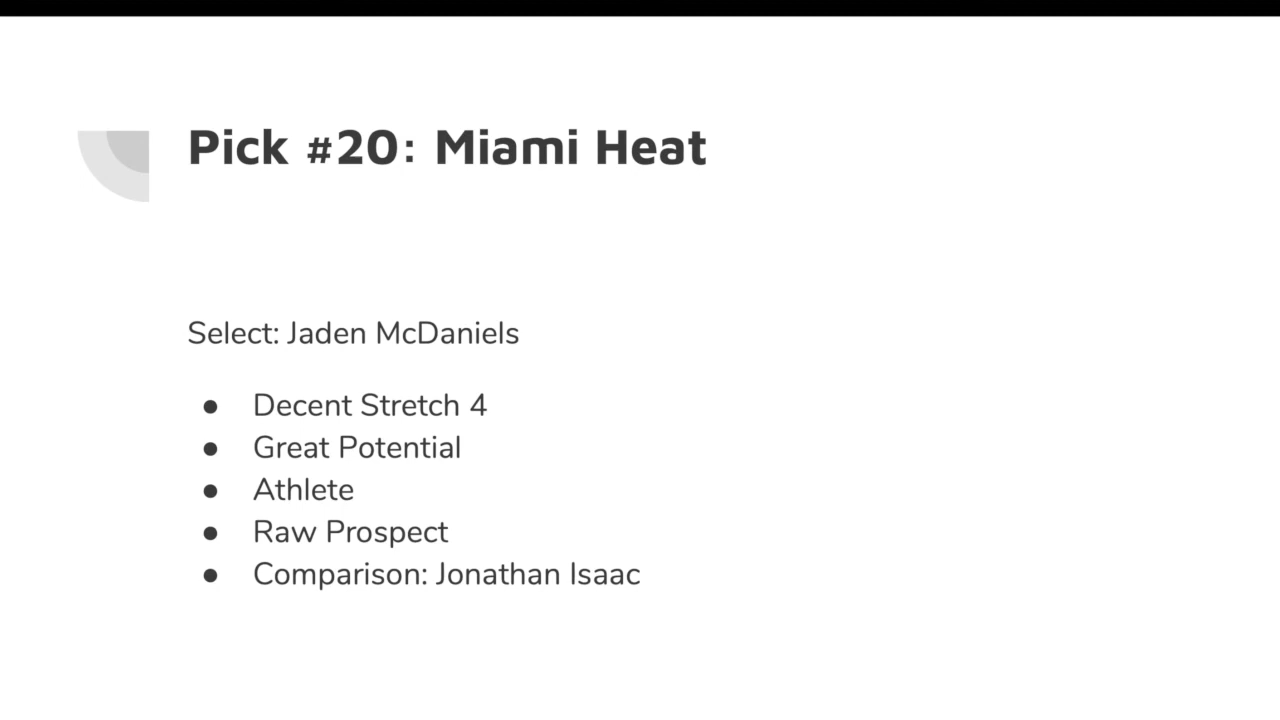 Pick #20: Miami Heat
Select: Jaden McDaniels
● Decent Stretch 4
● Great Potential
● Athlete
● Raw Prospect
● Comparison: Jonathan Isaac